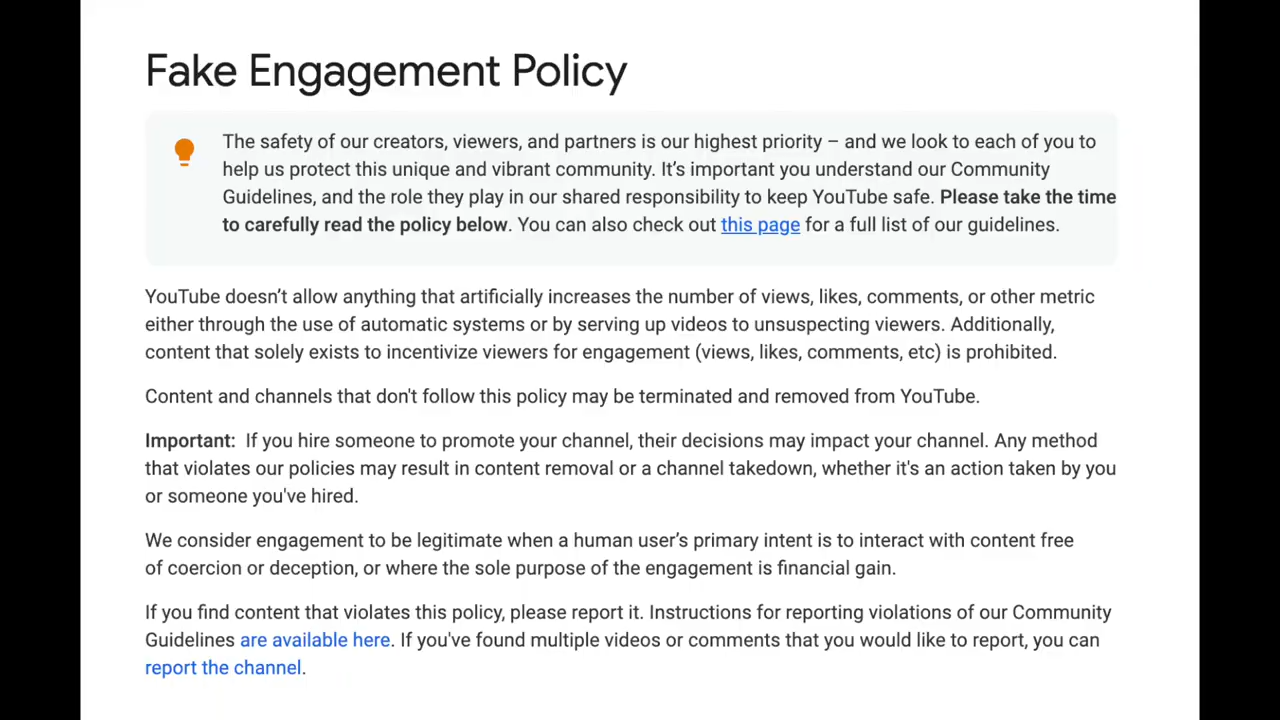 Fake Engagement Policy
The safety of our creators, viewers, and partners is our highest priority – and we look to each of you to
help us protect this unique and vibrant community. It’s important you understand our Community
Guidelines, and the role they play in our shared responsibility to keep YouTube safe. Please take the time
to carefully read the policy below. You can also check out this page for a full list of our guidelines.
YouTube doesn’t allow anything that artificially increases the number of views, likes, comments, or other metric
either through the use of automatic systems or by serving up videos to unsuspecting viewers. Additionally,
content that solely exists to incentivize viewers for engagement (views, likes, comments, etc) is prohibited.
Content and channels that don't follow this policy may be terminated and removed from YouTube.
Important: If you hire someone to promote your channel, their decisions may impact your channel. Any method
that violates our policies may result in content removal or a channel takedown, whether it's an action taken by you
or someone you've hired.
We consider engagement to be legitimate when a human user’s primary intent is to interact with content free
of coercion or deception, or where the sole purpose of the engagement is financial gain.
If you find content that violates this policy, please report it. Instructions for reporting violations of our Community
Guidelines are available here. If you've found multiple videos or comments that you would like to report, you can
report the channel.